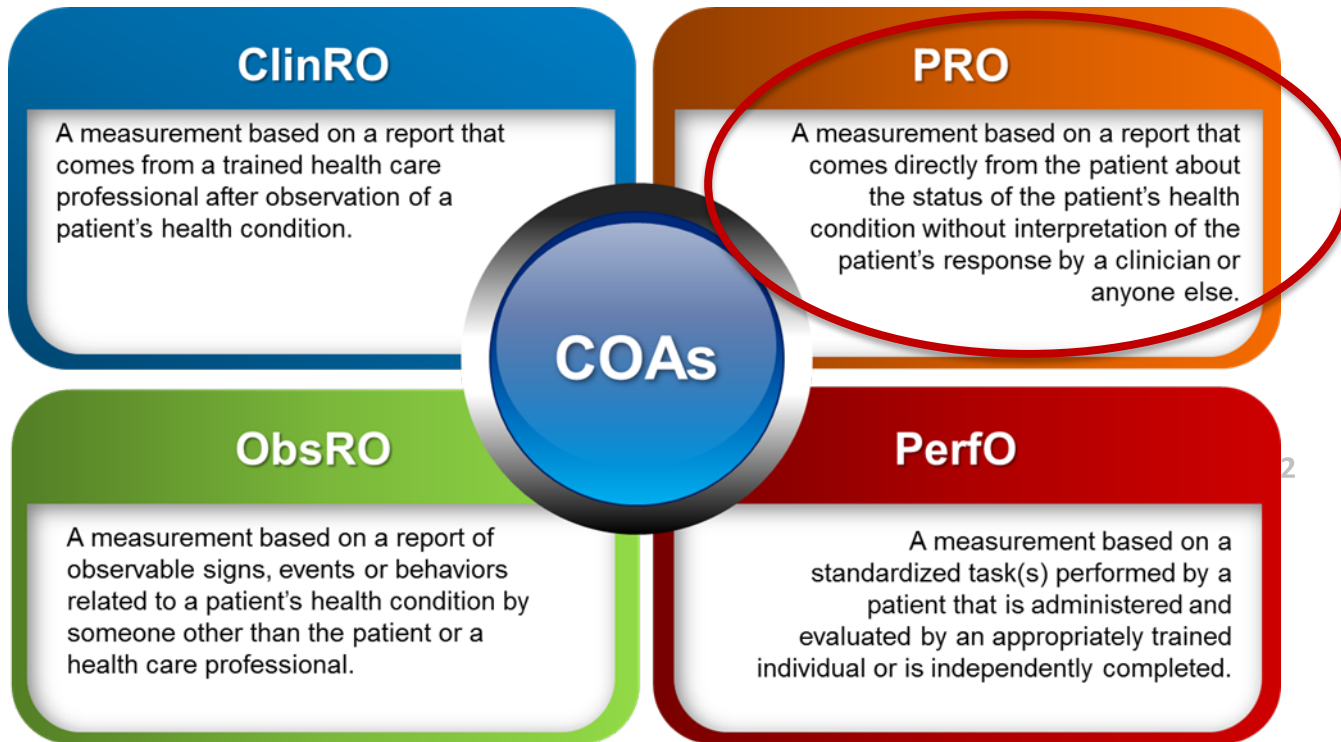 ClinRO
A measurement based on a report that
comes from a trained health care
professional after observation of a
patient's health condition.
PRO
A measurement based on a report that
comes directly from the patient about
the status of the patient's health
condition without interpretation of the
patient's response by a clinician or
anyone else.
COAs
ObsRO
A measurement based on a report of
observable signs, events or behaviors
related to a patient's health condition by
someone other than the patient or a
health care professional.
PerfO
A measurement based on a
standardized task(s) performed by a
patient that is administered and
evaluated by an appropriately trained
individual or is independently completed.
2